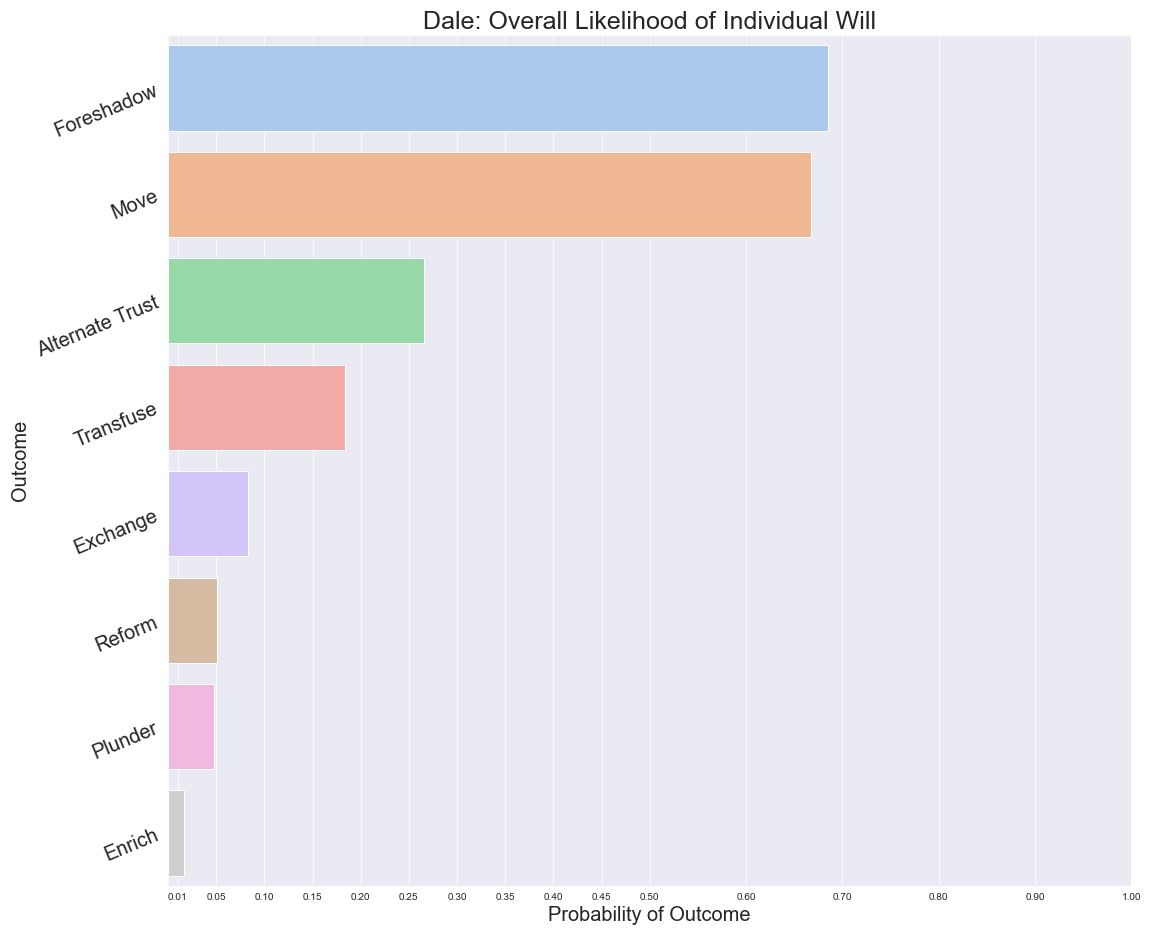 Dale: Overall Likelihood of Individual Will
Outcome
Foreshadow
Move
Alternate Trust
Transfuse
Exchange
Reform
Plunder
Enrich
0.01 0.05 0.10 0.15 0.20 0.25 0.30 0.35 0.40 0.45 0.50 0.60 0.70 0.80 0.90 1.00
Probability of Outcome